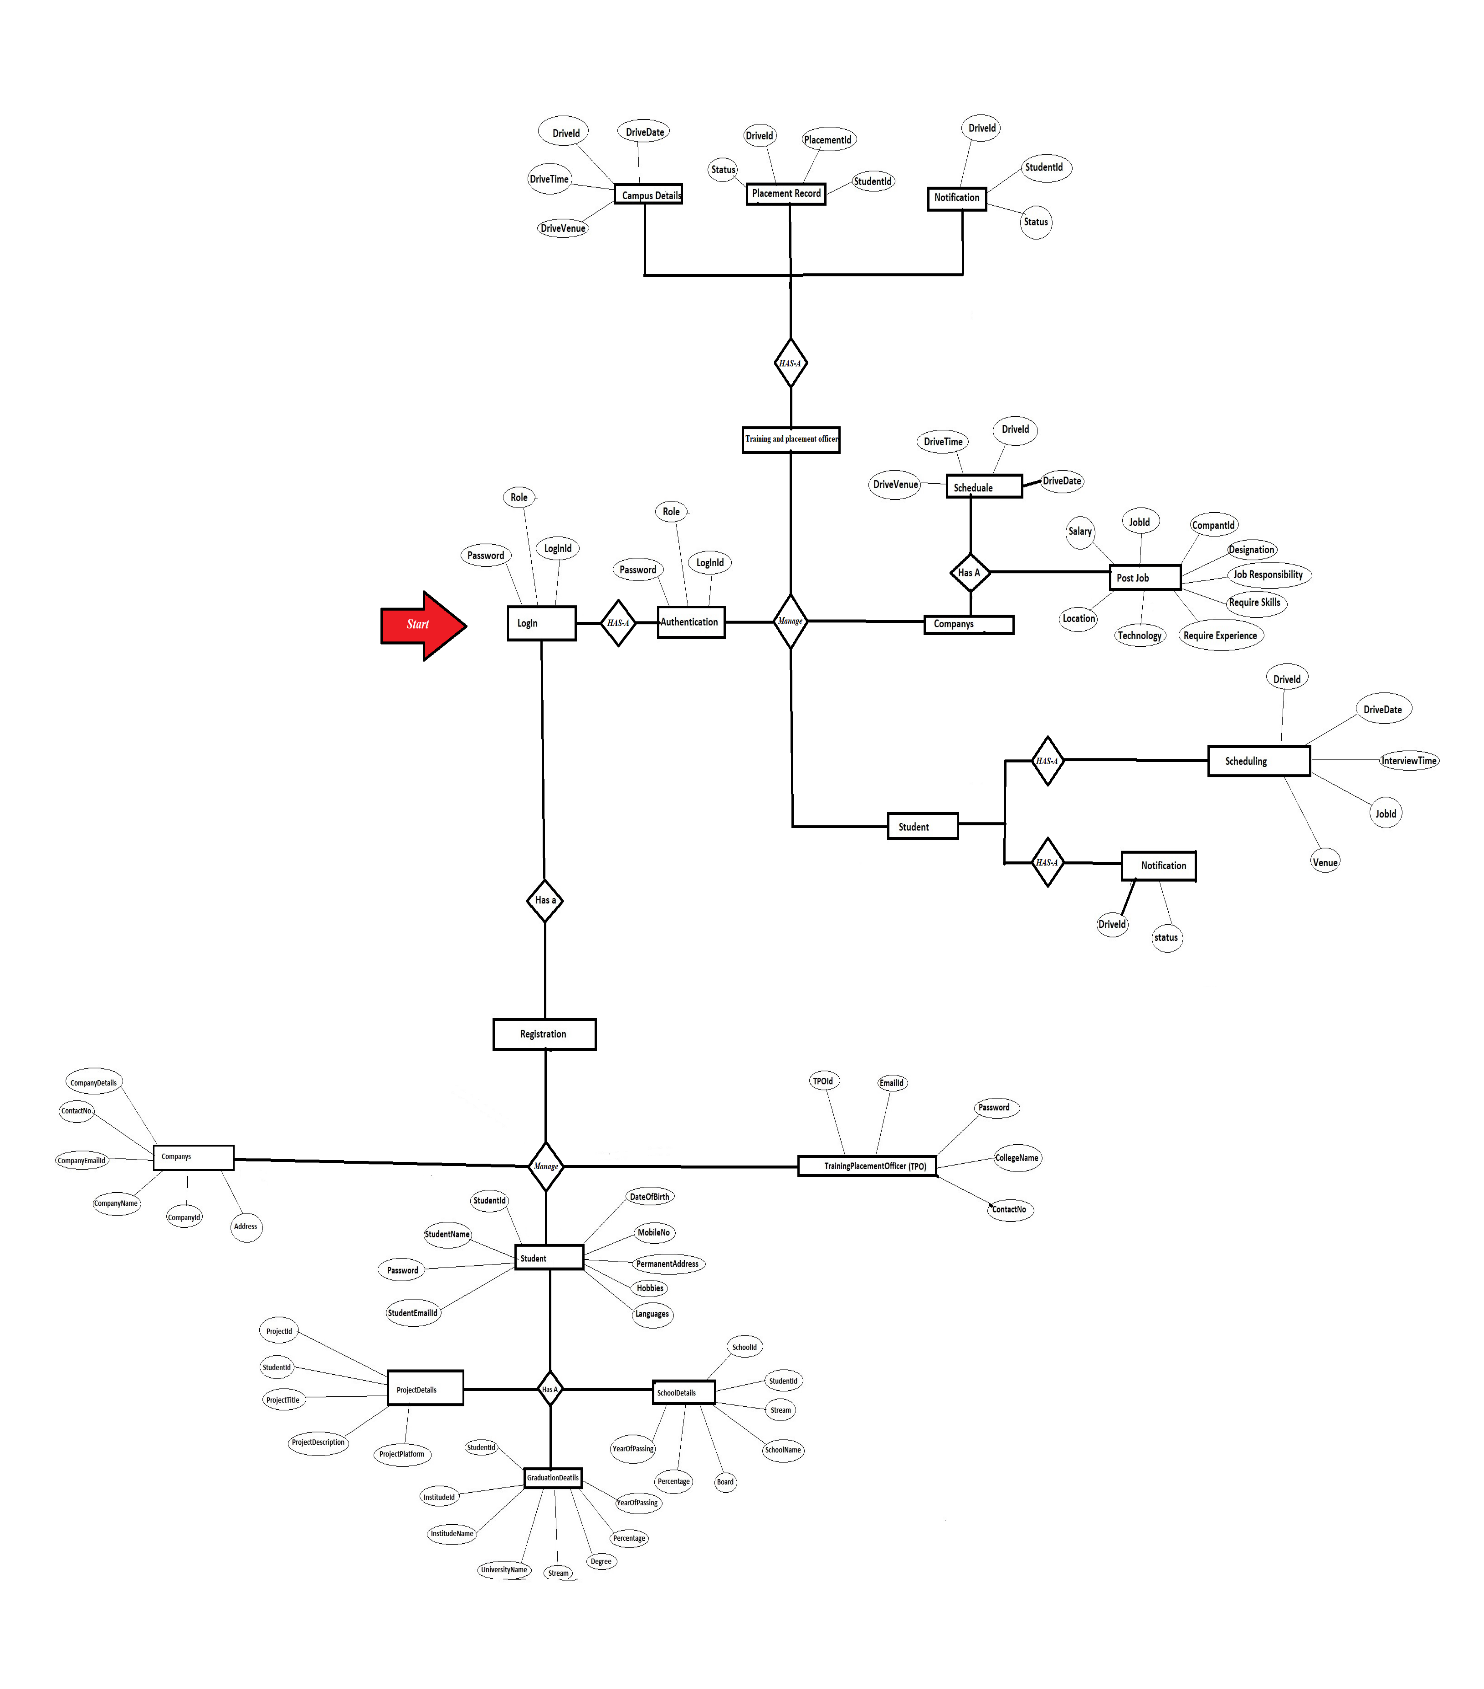 DriveId
DriveDate
DriveTime
Campus Details
DriveVenue
DriveId
PlacementId
Status
StudentId
Placement Record
DriveId
StudentId
Notification
Status
HAS-A
Training and placement officer
DriveId
DriveTime
DriveVenue
DriveDate
Scheduale
Has A
Salary
JobId
CompantId
Designation
Post Job
Job Responsibility
Require Skills
Location
Technology
Require Experience
Companys
Role
Password
LogInId
LogIn
Start
HAS-A
Role
Password
LogInId
Authentication
Manage
DriveId
DriveDate
HAS-A
Scheduling
InterviewTime
JobId
Venue
Student
HAS-A
Notification
DriveId
status
Has a
Registration
CompanyDetails
ContactNo.
CompanyEmailId
Companys
CompanyName
CompanyId
Address
Manage
TPOId
EmailId
Password
TrainingPlacementOfficer (TPO)
CollegeName
ContactNo
StudentId
DateOfBirth
StudentName
MobileNo
Student
Password
PermanentAddress
Hobbies
StudentEmailId
Languages
ProjectId
StudentId
ProjectDetails
ProjectTitle
ProjectDescription
ProjectPlatform
Has A
SchoolId
StudentId
SchoolDetails
Stream
YearOfPassing
SchoolName
Percentage
Board
StudentId
GraduationDeatils
InstitudeId
YearOfPassing
InstitudeName
Percentage
UniversityName
Stream
Degree